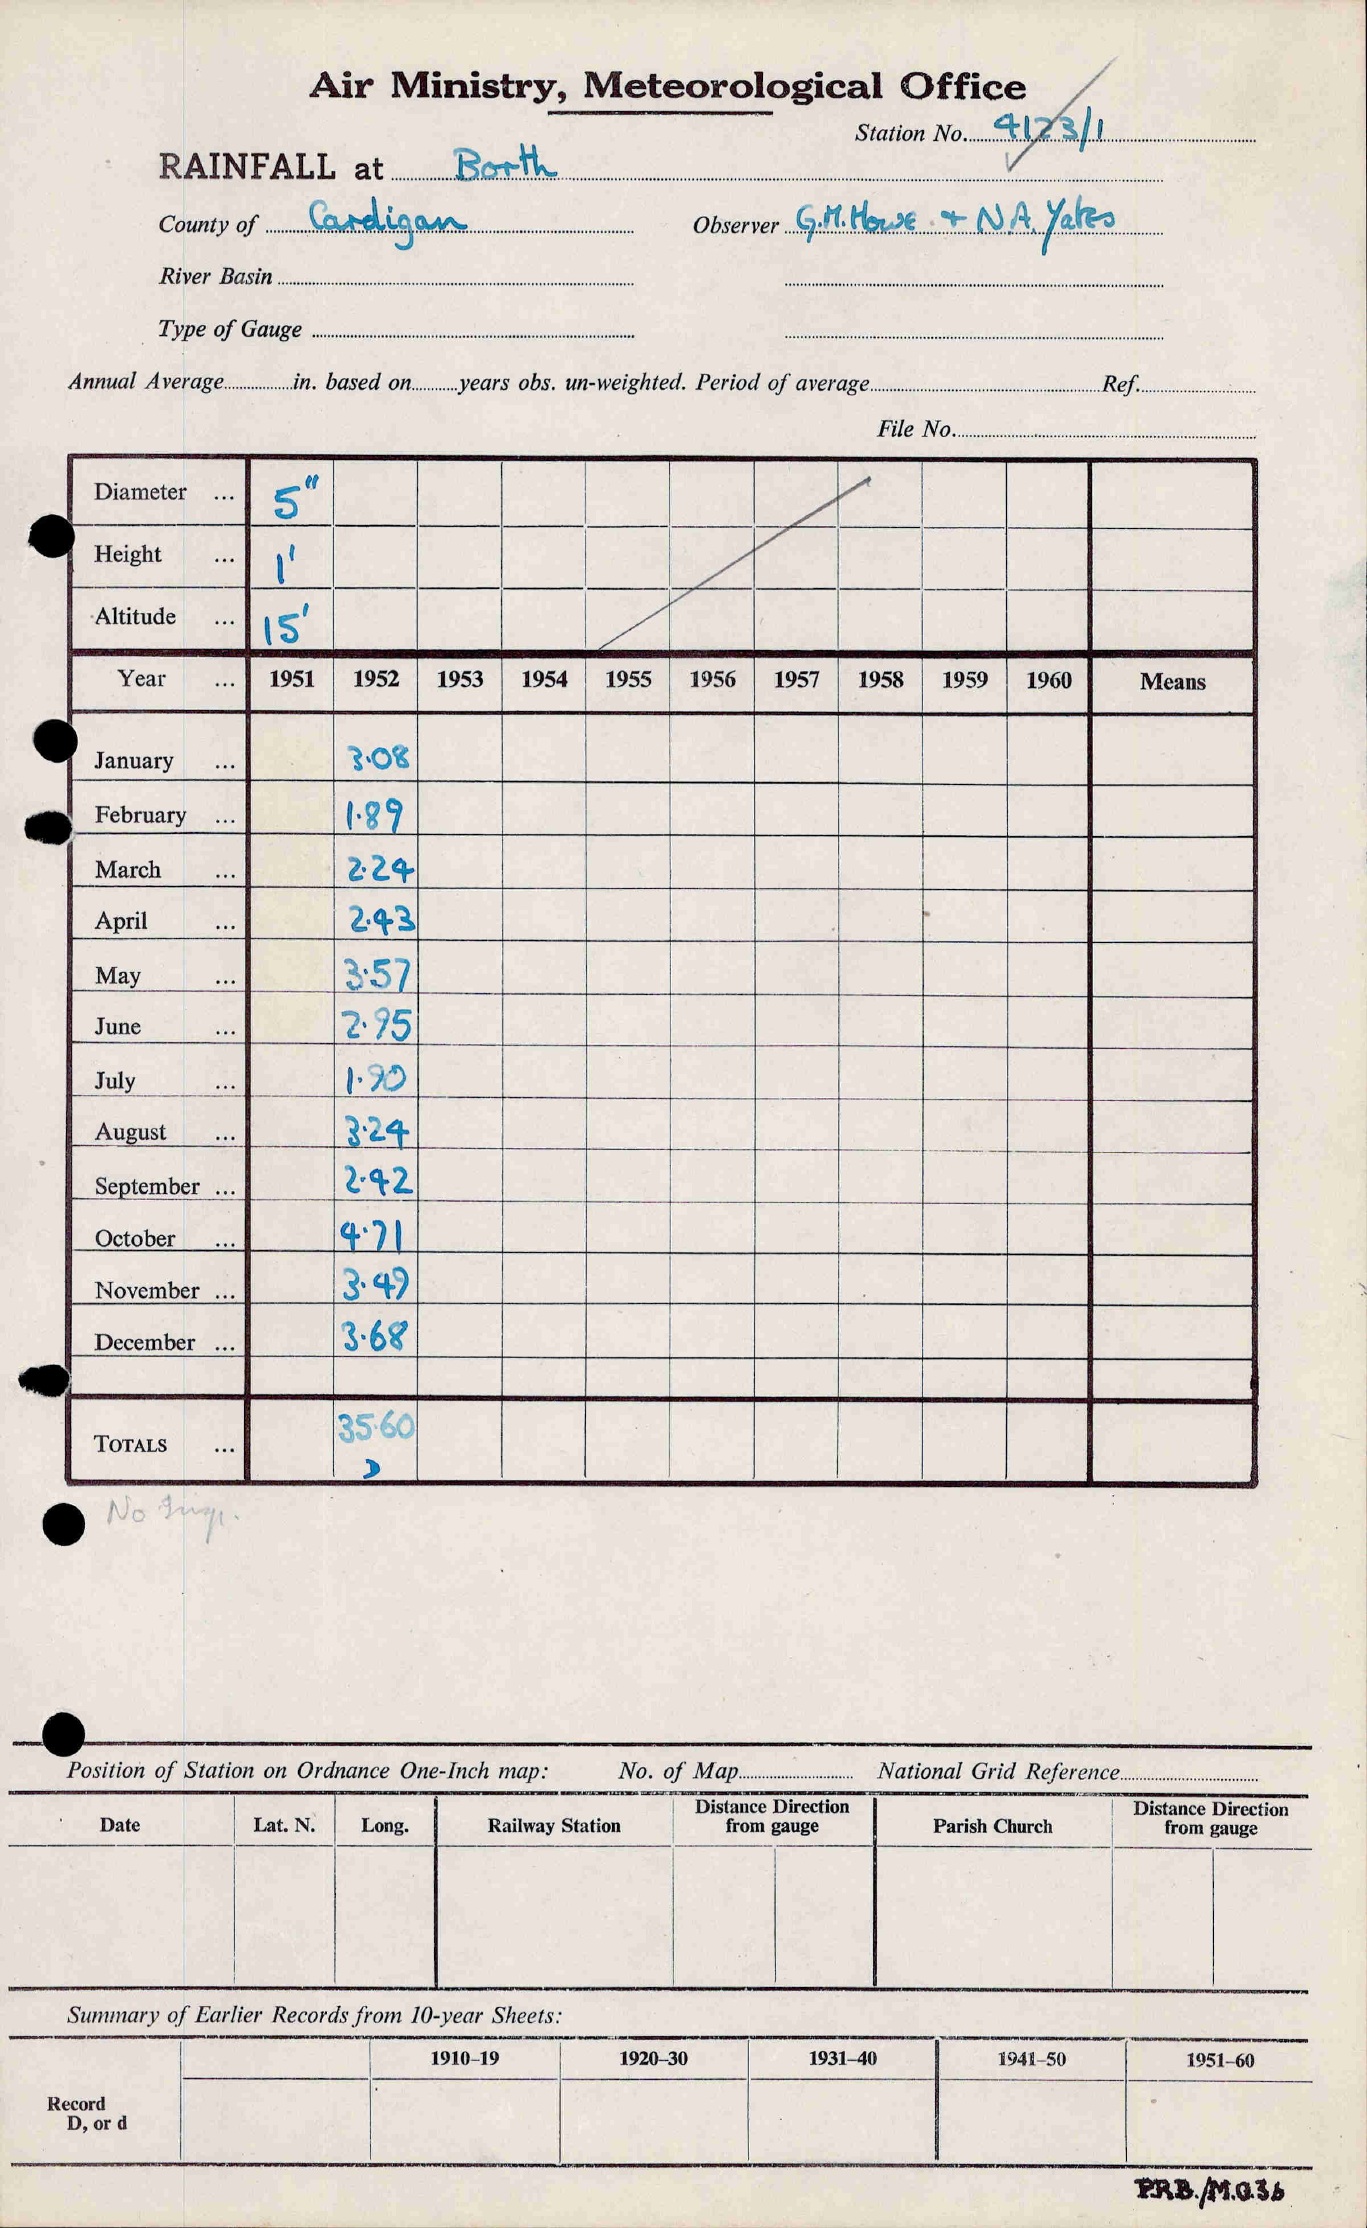 Air Ministry, Meteorological Office
Station No. 4123/1
RAINFALL at Borth
County of Cardigan Observer G.M. Howe + N.A. Yates
River Basin
Type of Gauge
Annual Average in. based on years obs. un-weighted. Period of average Ref.
File No.
Diameter ... 5"
Height ... 1'
Altitude ... 15'
Year ... 1951 1952 1953 1954 1955 1956 1957 1958 1959 1960 Means
January ... 3.08
February ... 1.89
March ... 2.24
April ... 2.43
May ... 3.57
June ... 2.95
July ... 1.90
August ... 3.24
September ... 2.42
October ... 4.71
November ... 3.49
December ... 3.68
TOTALS ... 35.60
D
No
Position of Station on Ordnance One-Inch map: No. of Map National Grid Reference
Date Lat. N. Long. Railway Station Distance Direction from gauge Parish Church Distance Direction from gauge
Summary of Earlier Records from 10-year Sheets:
1910–19 1920–30 1931–40 1941–50 1951–60
Record
D, or d
P.R.B./M.O.36